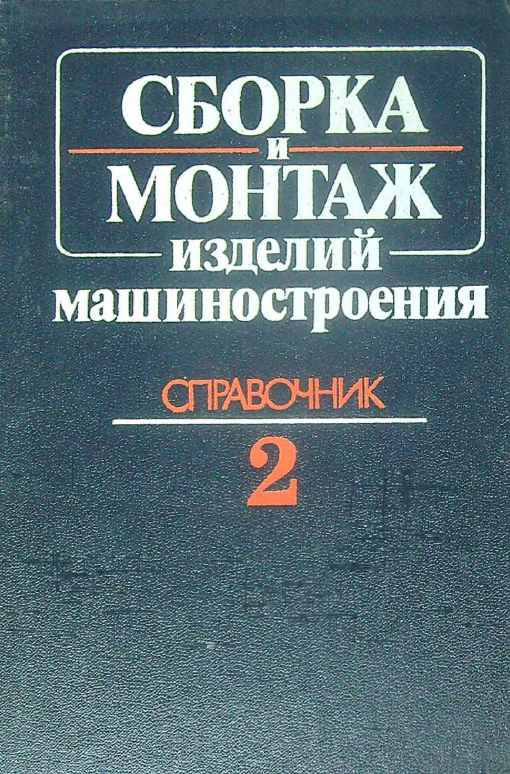 СБОРКА
и
МОНТАЖ
изделий
машиностроения
СПРАВОЧНИК
2